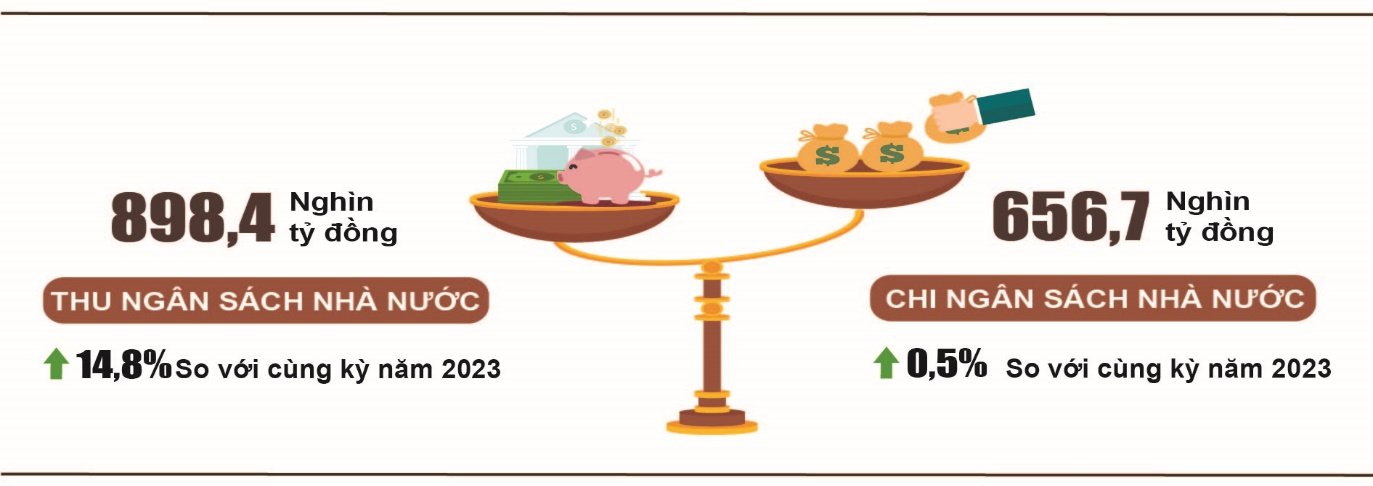 898,4 Nghìn
tỷ đồng
THU NGÂN SÁCH NHÀ NƯỚC
14,8% So với cùng kỳ năm 2023
656,7 Nghìn
tỷ đồng
CHI NGÂN SÁCH NHÀ NƯỚC
0,5% So với cùng kỳ năm 2023
$
$